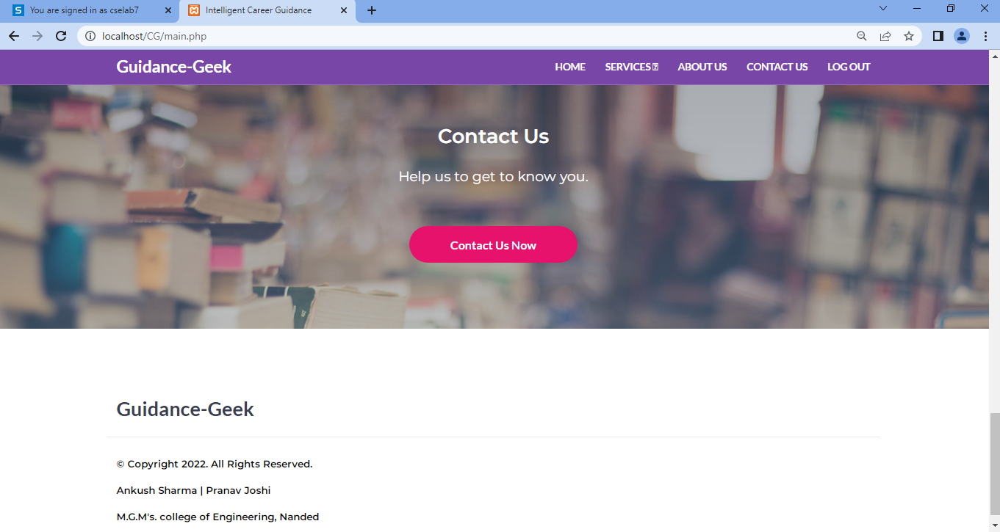 You are signed in as cselab7
Intelligent Career Guidance
localhost/CG/main.php
Guidance-Geek
HOME
SERVICES
ABOUT US
CONTACT US
LOG OUT
Contact Us
Help us to get to know you.
Contact Us Now
Guidance-Geek
© Copyright 2022. All Rights Reserved.
Ankush Sharma | Pranav Joshi
M.G.M's. college of Engineering, Nanded